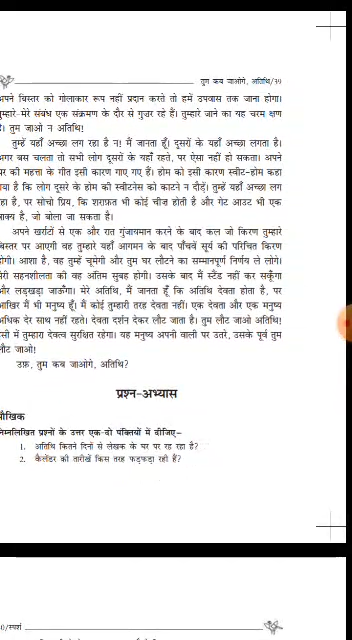 तुम कब जाओगे, अतिथि/39
अपने बिस्तर को गोलाकार रूप नहीं प्रदान करते तो हमें उपवास तक जाना होगा।
तुम्हारे-मेरे संबंध एक संक्रमण के दौर से गुज़र रहे हैं। तुम्हारे जाने का यह चरम क्षण
है। तुम जाओ न अतिथि!
तुम्हें यहाँ अच्छा लग रहा है न! मैं जानता हूँ। दूसरों के यहाँ अच्छा लगता है।
अगर बस चलता तो सभी लोग दूसरों के यहाँ रहते, पर ऐसा नहीं हो सकता। अपने
घर की महत्ता के गीत इसी कारण गाए गए हैं। होम को इसी कारण स्वीट-होम कहा
गया है कि लोग दूसरे के होम की स्वीटनेस को काटने न दौड़ें। तुम्हें यहाँ अच्छा लग
रहा है, पर सोचो प्रिय, कि शराफ़त भी कोई चीज़ होती है और गेट आउट भी एक
वाक्य है, जो बोला जा सकता है।
अपने खर्राटों से एक और रात गुंजायमान करने के बाद कल जो किरण तुम्हारे
बिस्तर पर आएगी वह तुम्हारे यहाँ आगमन के बाद पाँचवें सूर्य की परिचित किरण
होगी। आशा है, वह तुम्हें चूमेगी और तुम घर लौटने का सम्मानपूर्ण निर्णय ले लोगे।
मेरी सहनशीलता की वह अंतिम सुबह होगी। उसके बाद मैं स्टैंड नहीं कर सकूँगा
और लड़खड़ा जाऊँगा। मेरे अतिथि, मैं जानता हूँ कि अतिथि देवता होता है, पर
आखिर मैं भी मनुष्य हूँ। मैं कोई तुम्हारी तरह देवता नहीं। एक देवता और एक मनुष्य
अधिक देर साथ नहीं रहते। देवता दर्शन देकर लौट जाता है। तुम लौट जाओ अतिथि!
इसी में तुम्हारा देवत्व सुरक्षित रहेगा। यह मनुष्य अपनी वाली पर उतरे, उसके पूर्व तुम
लौट जाओ!
उफ़, तुम कब जाओगे, अतिथि?
प्रश्न-अभ्यास
मौखिक
निम्नलिखित प्रश्नों के उत्तर एक-दो पंक्तियों में दीजिए–
1. अतिथि कितने दिनों से लेखक के घर पर रह रहा है?
2. कैलेंडर की तारीखें किस तरह फड़फड़ा रही हैं?
0/स्पर्श